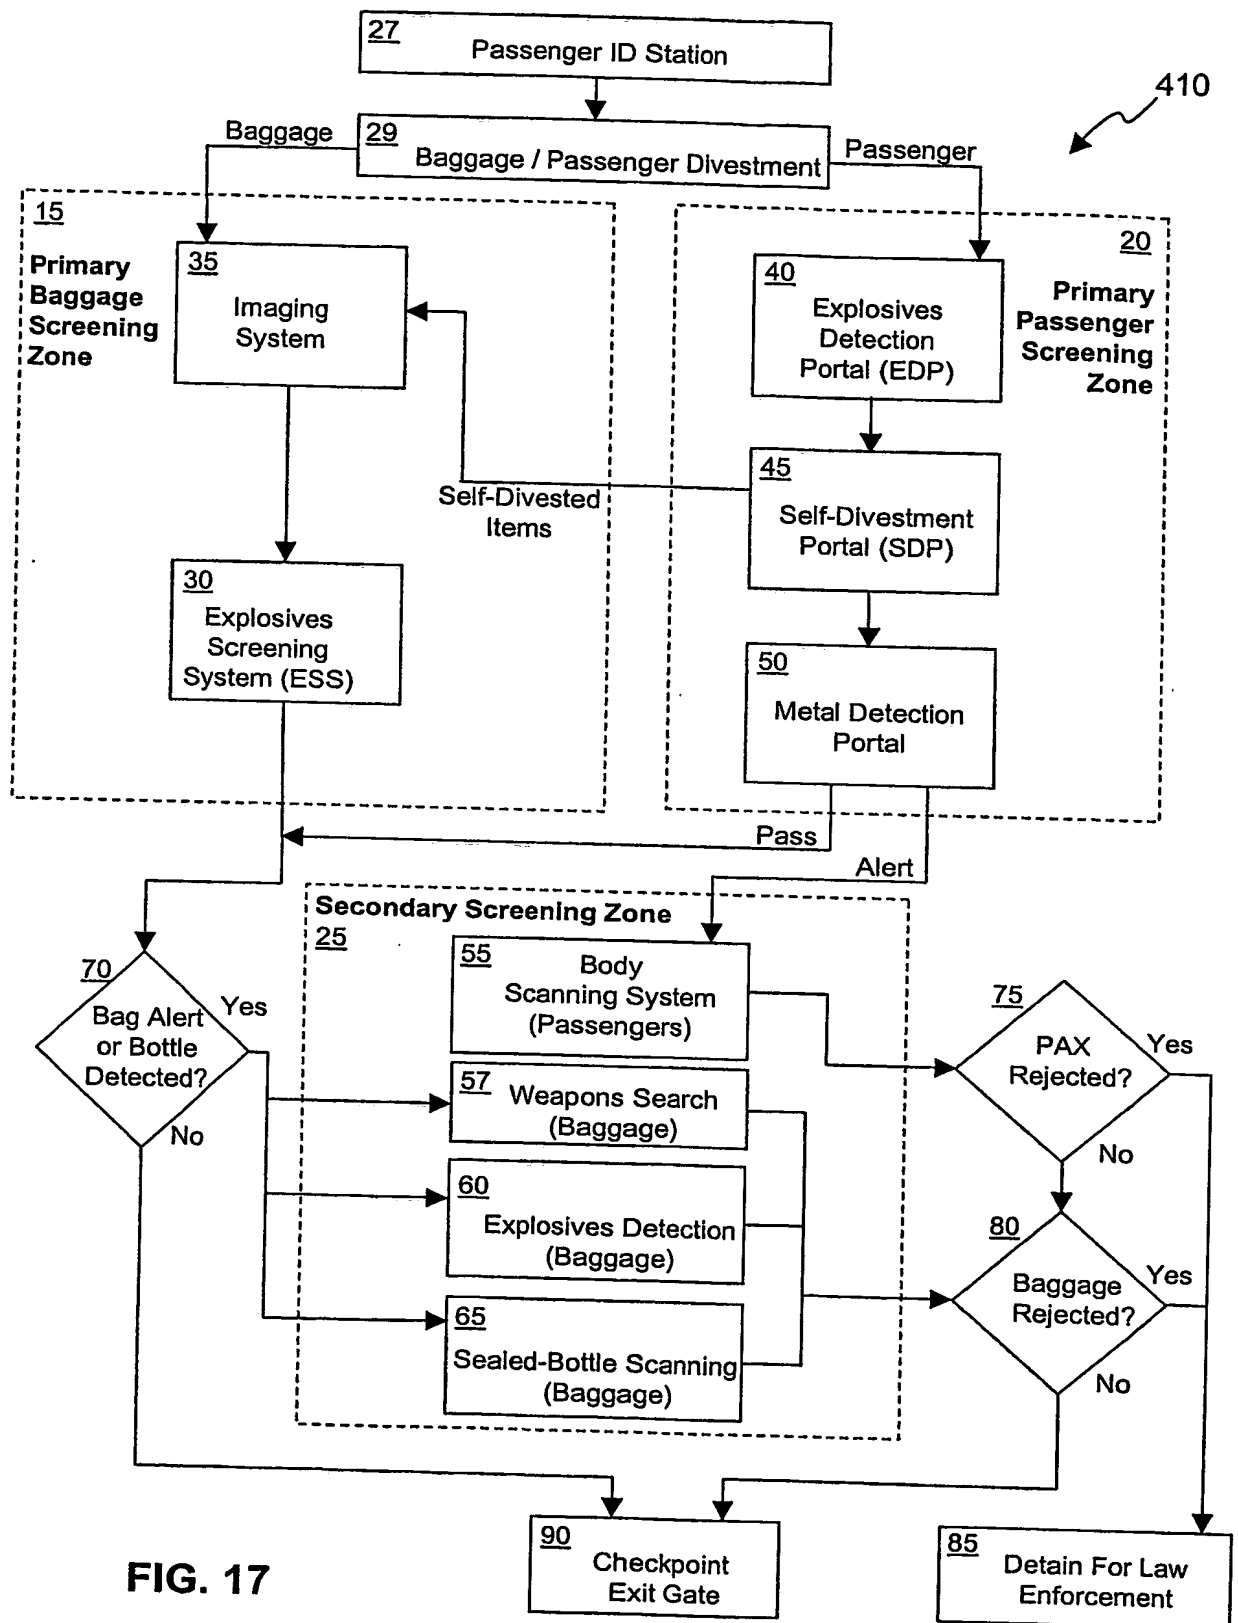 27
Passenger ID Station
410
Baggage
29
Baggage / Passenger Divestment
Passenger
15
Primary
Baggage
Screening
Zone
35
Imaging
System
20
Primary
Passenger
Screening
Zone
40
Explosives
Detection
Portal (EDP)
45
Self-Divestment
Portal (SDP)
Self-Divested
Items
30
Explosives
Screening
System (ESS)
50
Metal Detection
Portal
Pass
Alert
Secondary Screening Zone
25
55
Body
Scanning System
(Passengers)
70
Bag Alert
or Bottle
Detected?
Yes
No
75
PAX
Rejected?
Yes
No
57
Weapons Search
(Baggage)
60
Explosives Detection
(Baggage)
80
Baggage
Rejected?
Yes
No
65
Sealed-Bottle Scanning
(Baggage)
90
Checkpoint
Exit Gate
85
Detain For Law
Enforcement
FIG. 17